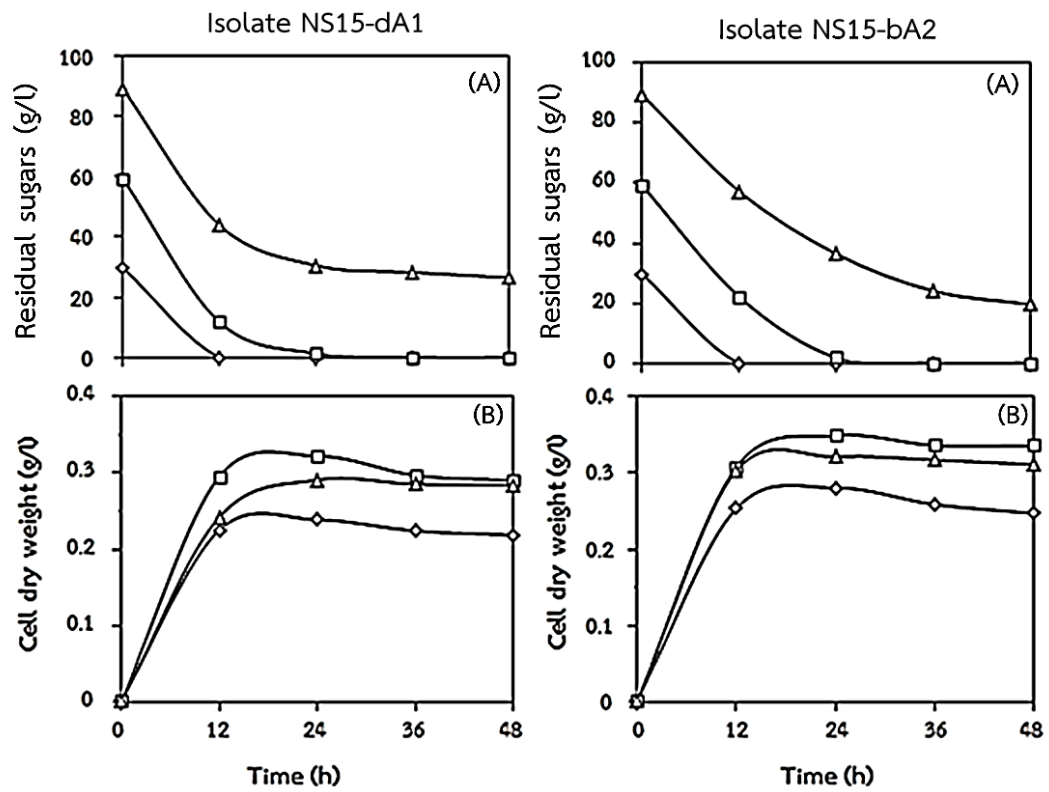 Isolate NS15-dA1
Isolate NS15-bA2
(A)
Residual sugars (g/l)
100
80
60
40
20
0
(A)
Residual sugars (g/l)
100
80
60
40
20
0
(B)
Cell dry weight (g/l)
0.4
0.3
0.2
0.1
0
0 12 24 36 48
Time (h)
(B)
Cell dry weight (g/l)
0.4
0.3
0.2
0.1
0
0 12 24 36 48
Time (h)